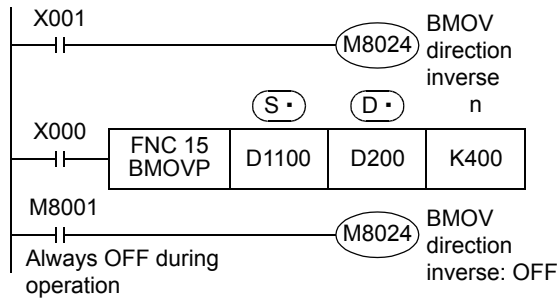 X001
M8024
BMOV
direction
inverse
S・ D・ n
X000
FNC 15
BMOVP
D1100 D200 K400
M8001
M8024
BMOV
direction
inverse: OFF
Always OFF during
operation